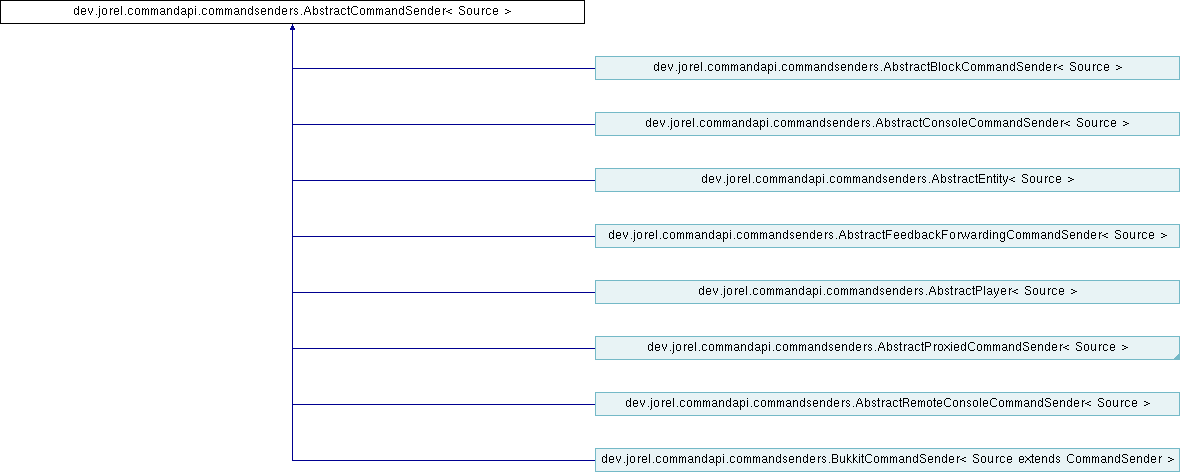 dev.jorel.commandapi.commandsenders.AbstractCommandSender< Source >
dev.jorel.commandapi.commandsenders.AbstractBlockCommandSender< Source >
dev.jorel.commandapi.commandsenders.AbstractConsoleCommandSender< Source >
dev.jorel.commandapi.commandsenders.AbstractEntity< Source >
dev.jorel.commandapi.commandsenders.AbstractFeedbackForwardingCommandSender< Source >
dev.jorel.commandapi.commandsenders.AbstractPlayer< Source >
dev.jorel.commandapi.commandsenders.AbstractProxiedCommandSender< Source >
dev.jorel.commandapi.commandsenders.AbstractRemoteConsoleCommandSender< Source >
dev.jorel.commandapi.commandsenders.BukkitCommandSender< Source extends CommandSender >